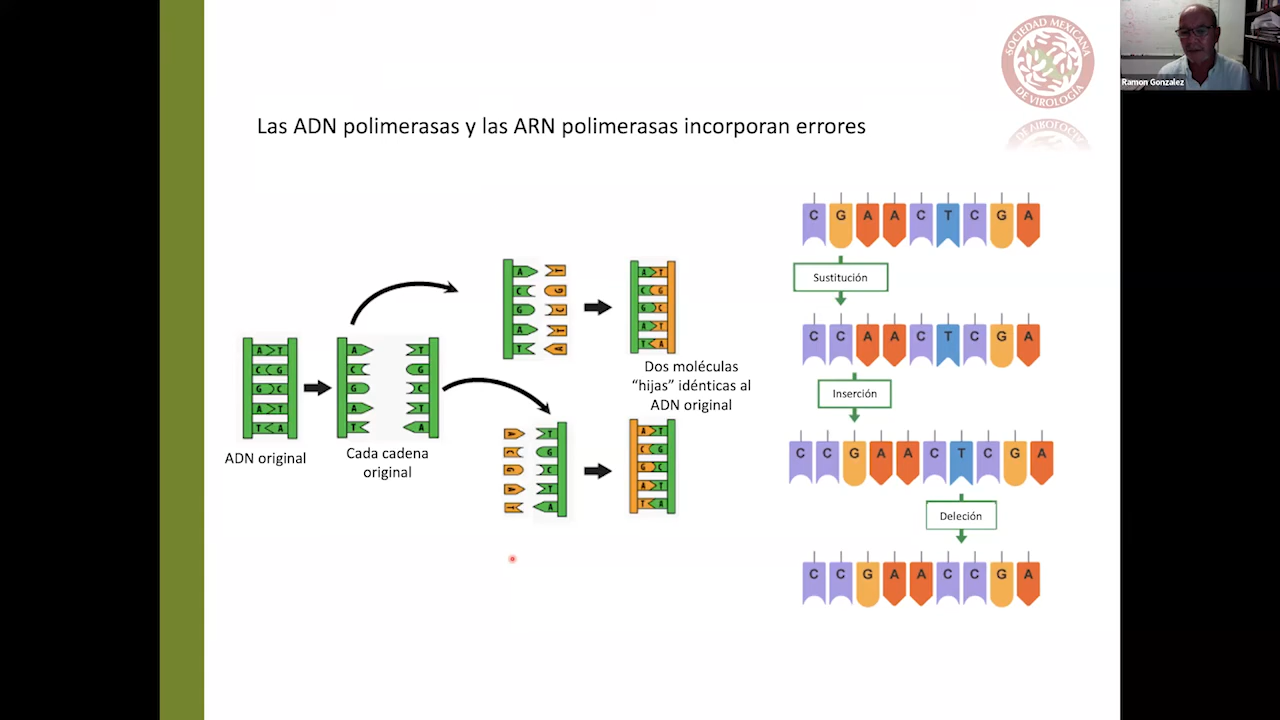 SOCIEDAD MEXICANA
DE VIROLOGÍA
Ramon Gonzalez
Las ADN polimerasas y las ARN polimerasas incorporan errores
A T
C G
G C
A T
T A
ADN original
A T
C G
G C
A T
T A
Cada cadena
original
A T
C G
G C
A T
T A
A T
C G
G C
A T
T A
Dos moléculas
“hijas” idénticas al
ADN original
A T
C G
G C
A T
T A
A T
C G
G C
A T
T A
C G A A C T C G A
Sustitución
C C A A C T C G A
Inserción
C C G A A C T C G A
Deleción
C C G A A C C G A